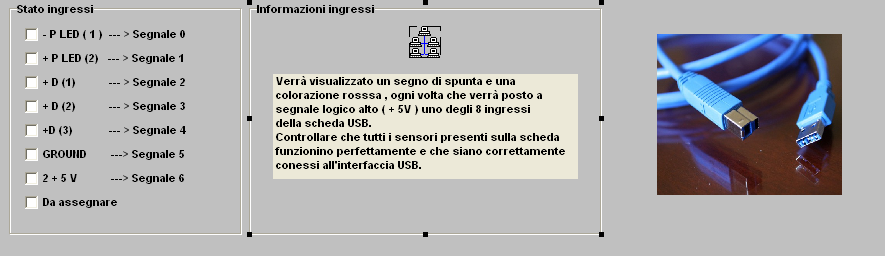 Stato ingressi
- P LED ( 1 ) --- > Segnale 0
+ P LED (2) --- > Segnale 1
+ D (1) ---> Segnale 2
+ D (2) ---> Segnale 3
+D (3) ---> Segnale 4
GROUND ---> Segnale 5
2 + 5 V ---> Segnale 6
Da assegnare
Informazioni ingressi
Verrà visualizzato un segno di spunta e una
colorazione rosssa , ogni volta che verrà posto a
segnale logico alto ( + 5V ) uno degli 8 ingressi
della scheda USB.
Controllare che tutti i sensori presenti sulla scheda
funzionino perfettamente e che siano correttamente
conessi all'interfaccia USB.